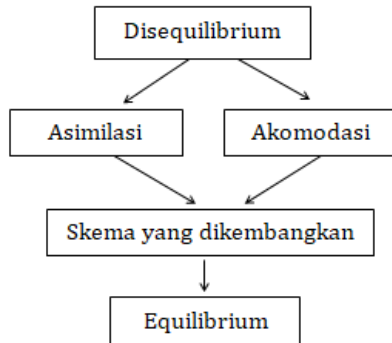 Disequilibrium
Asimilasi
Akomodasi
Skema yang dikembangkan
Equilibrium